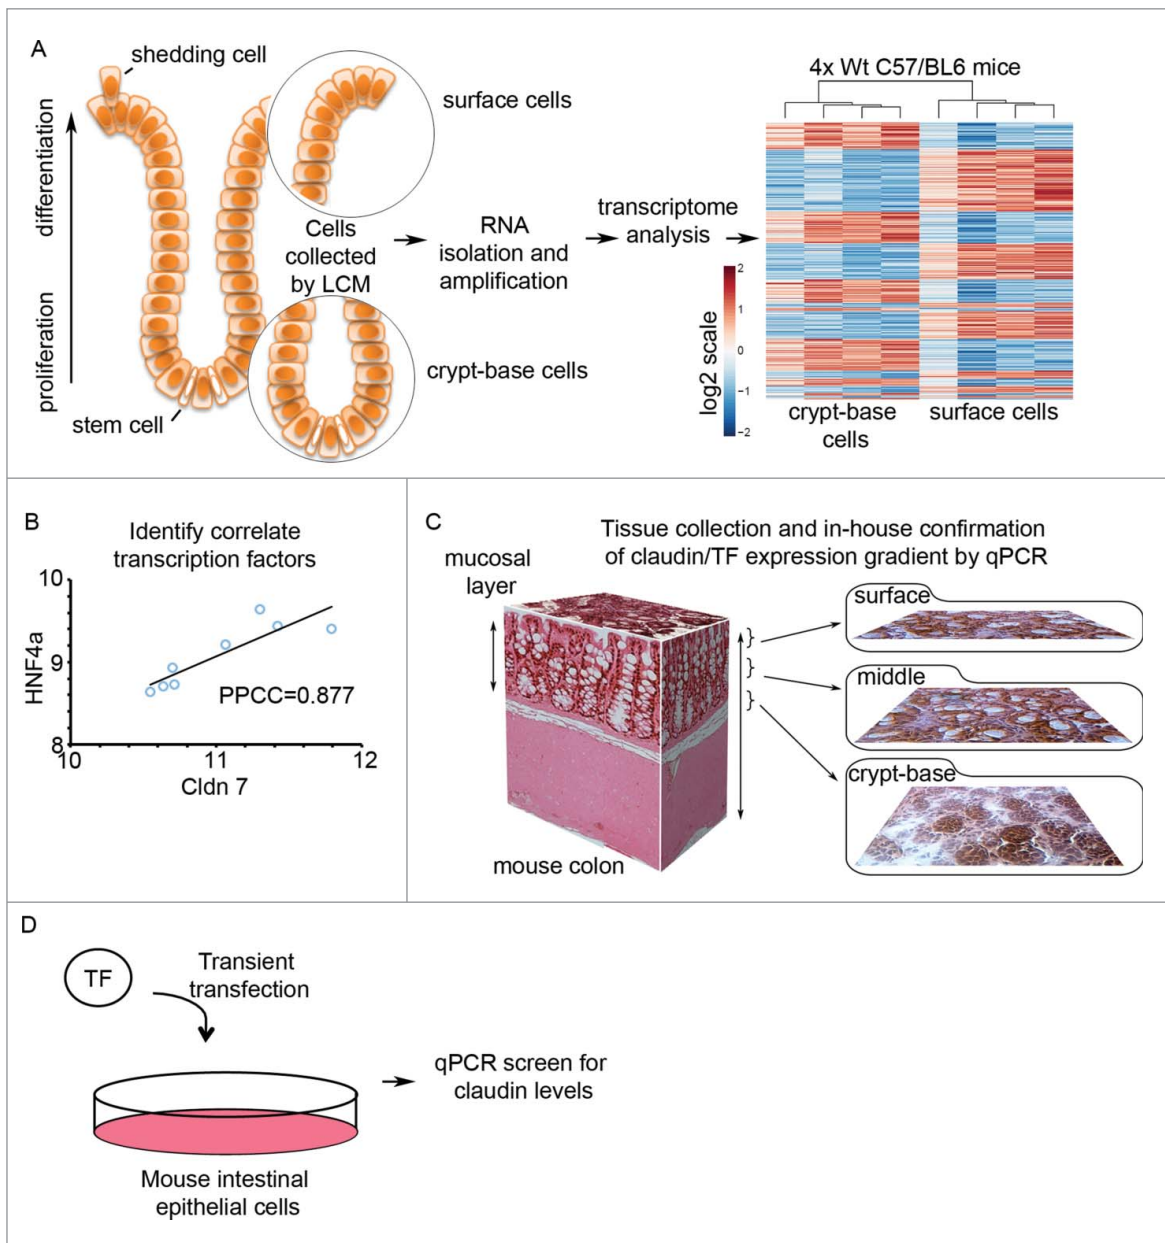 A
shedding cell
differentiation
proliferation
stem cell
surface cells
Cells
collected
by LCM
crypt-base cells
RNA
isolation and
amplification
transcriptome
analysis
4x Wt C57/BL6 mice
log2 scale
2
1
0
−1
−2
crypt-base
cells
surface cells
B
Identify correlate
transcription factors
HNF4a
10
9
8
PPCC=0.877
10
11
12
Cldn 7
C
Tissue collection and in-house confirmation
of claudin/TF expression gradient by qPCR
mucosal
layer
mouse colon
surface
middle
crypt-base
D
TF
Transient
transfection
qPCR screen for
claudin levels
Mouse intestinal
epithelial cells